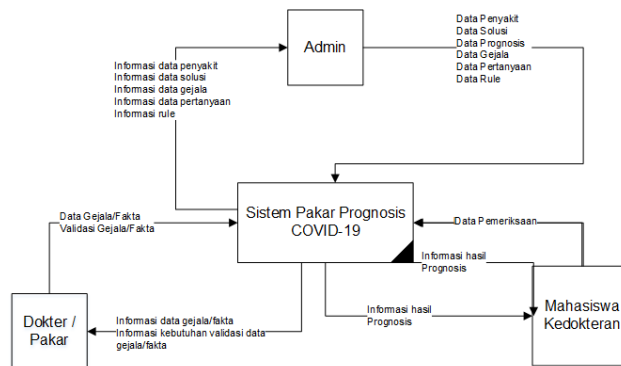 Admin
Data Penyakit
Data Solusi
Data Prognosis
Data Gejala
Data Pertanyaan
Data Rule
Informasi data penyakit
Informasi data solusi
Informasi data gejala
Informasi data pertanyaan
Informasi rule
Sistem Pakar Prognosis
COVID-19
Data Gejala/Fakta
Validasi Gejala/Fakta
Data Pemeriksaan
Informasi hasil
Prognosis
Dokter /
Pakar
Informasi data gejala/fakta
Informasi kebutuhan validasi data
gejala/fakta
Informasi hasil
Prognosis
Mahasiswa
Kedokteran